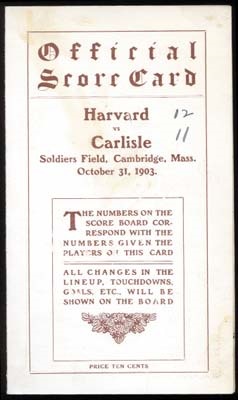 Official
Score Card
Harvard 12
vs
Carlisle 11
Soldiers Field, Cambridge, Mass.
October 31, 1903.
THE NUMBERS ON THE
SCORE BOARD COR-
RESPOND WITH THE
NUMBERS GIVEN THE
PLAYERS OF THIS CARD
ALL CHANGES IN THE
LINEUP, TOUCHDOWNS,
GOALS, ETC., WILL BE
SHOWN ON THE BOARD
PRICE TEN CENTS